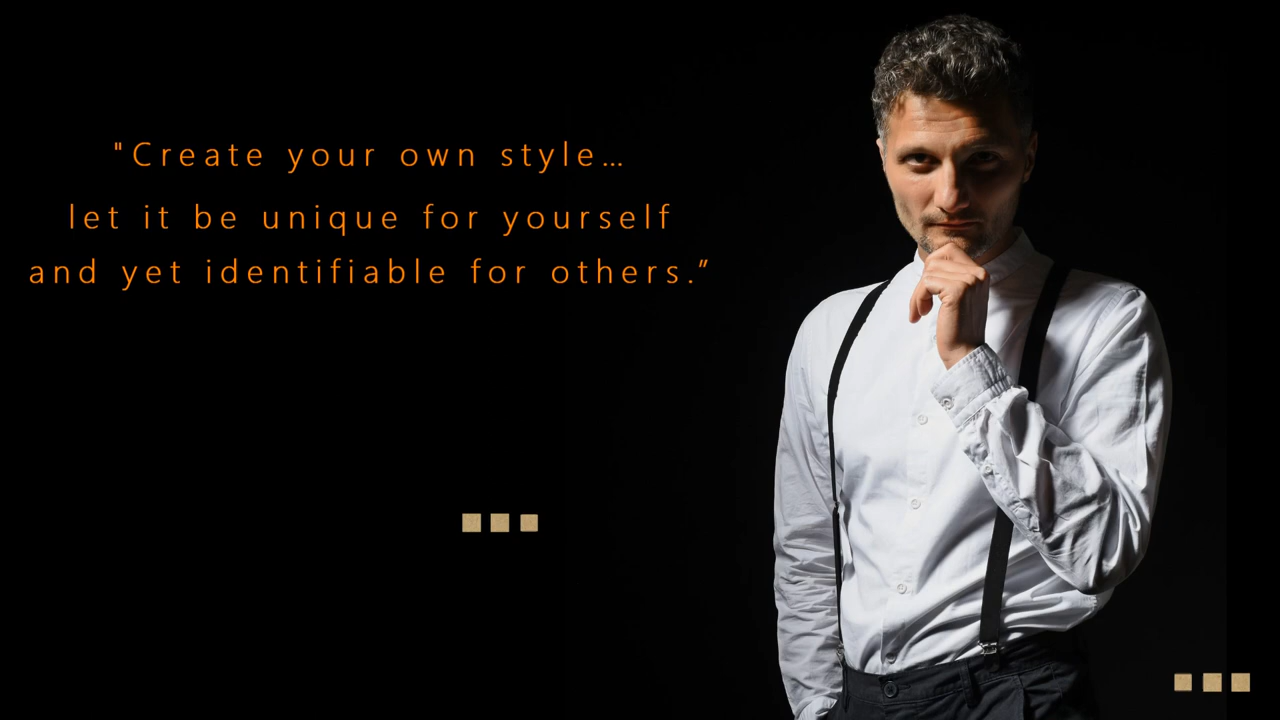 "Create your own style…
let it be unique for yourself
and yet identifiable for others.”